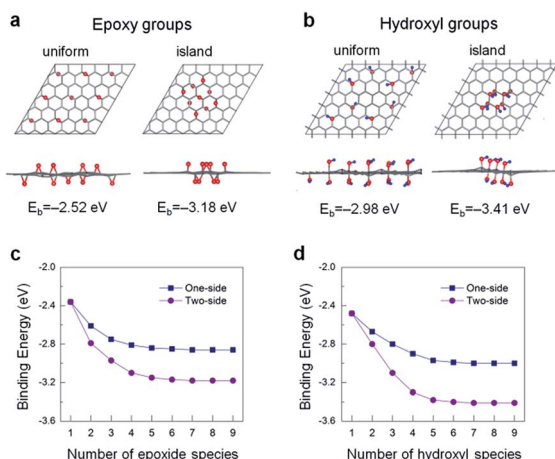 a
Epoxy groups
uniform
island
E_b=−2.52 eV
E_b=−3.18 eV
b
Hydroxyl groups
uniform
island
E_b=−2.98 eV
E_b=−3.41 eV
c
Binding Energy (eV)
-2.0
-2.4
-2.8
-3.2
-3.6
One-side
Two-side
1 2 3 4 5 6 7 8 9
Number of epoxide species
d
Binding Energy (eV)
-2.0
-2.4
-2.8
-3.2
-3.6
One-side
Two-side
1 2 3 4 5 6 7 8 9
Number of hydroxyl species